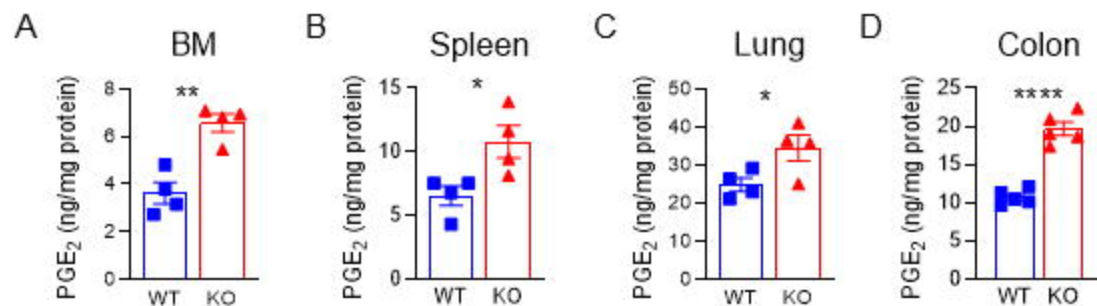 A
BM
PGE₂ (ng/mg protein)
8
6
4
2
0
**
WT KO
B
Spleen
PGE₂ (ng/mg protein)
15
10
5
0
*
WT KO
C
Lung
PGE₂ (ng/mg protein)
50
40
30
20
10
0
*
WT KO
D
Colon
PGE₂ (ng/mg protein)
25
20
15
10
5
0
****
WT KO